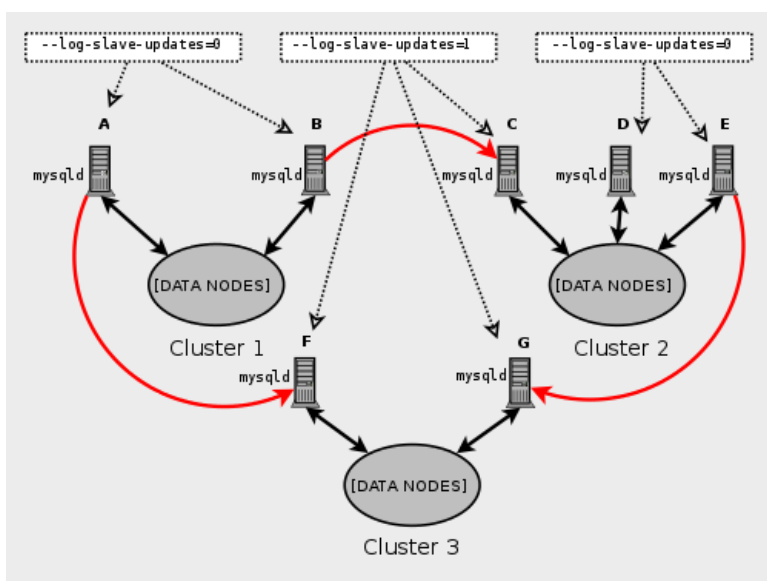 --log-slave-updates=0
--log-slave-updates=1
--log-slave-updates=0
A
B
C
D
E
mysqld
mysqld
mysqld
mysqld
mysqld
[DATA NODES]
[DATA NODES]
Cluster 1
Cluster 2
F
G
mysqld
mysqld
[DATA NODES]
Cluster 3